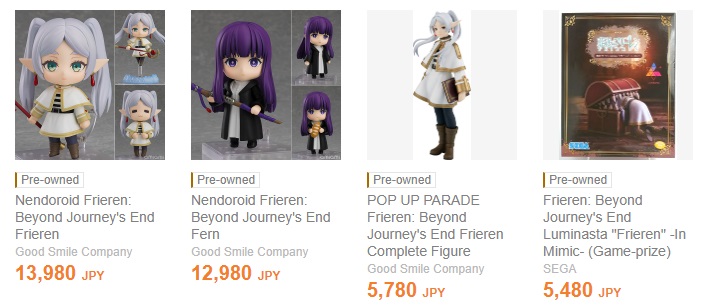 Pre-owned
Nendoroid Frieren:
Beyond Journey's End
Frieren
Good Smile Company
13,980 JPY
Pre-owned
Nendoroid Frieren:
Beyond Journey's End
Fern
Good Smile Company
12,980 JPY
Pre-owned
POP UP PARADE
Frieren: Beyond
Journey's End Frieren
Complete Figure
Good Smile Company
5,780 JPY
SEGA
Pre-owned
Frieren: Beyond
Journey's End
Luminasta "Frieren" -In
Mimic- (Game-prize)
SEGA
5,480 JPY